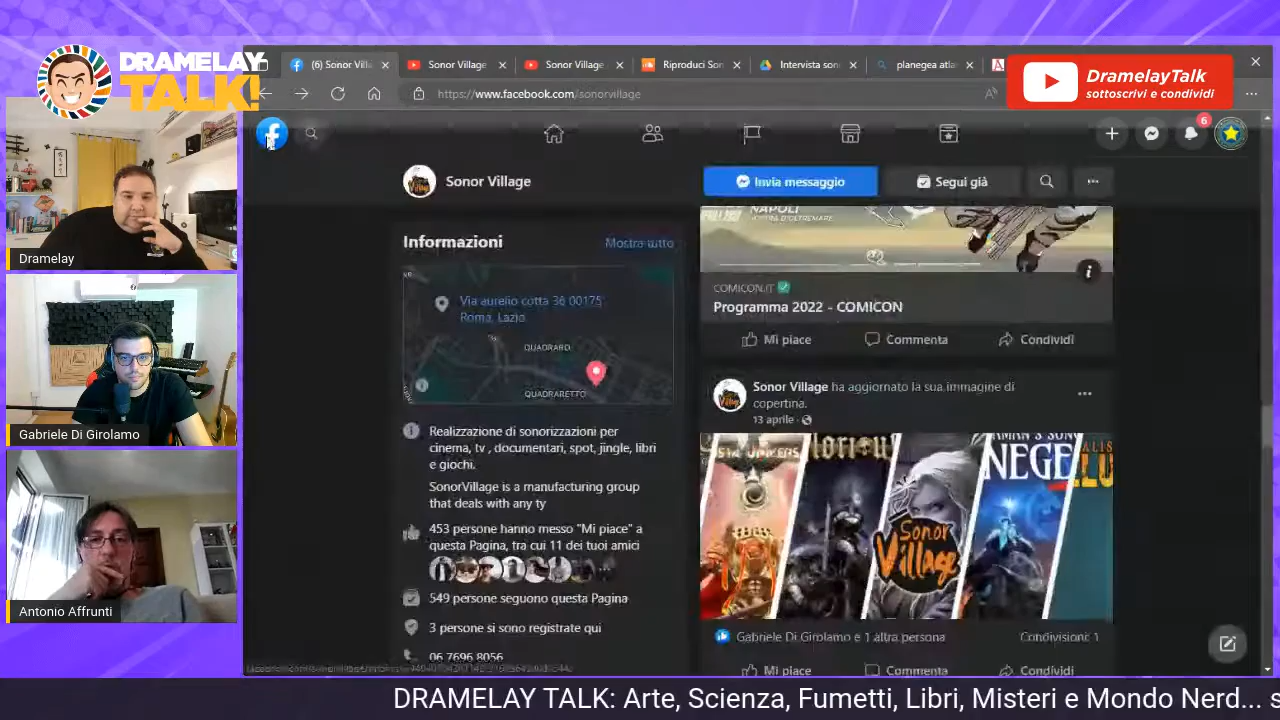 DRAMELAY
TALK!
(6) Sonor Villa
Sonor Village
Sonor Village
Riproduci Son
Intervista son
planegea atla
https://www.facebook.com/sonorvillage
DramelayTalk
sottoscrivi e condividi
6
Sonor Village
Invia messaggio
Segui già
Informazioni
Mostra tutto
Via aurelio cotta 36 00175
Roma, Lazio
QUADRARO
QUADRARETTO
Realizzazione di sonorizzazioni per
cinema, tv , documentari, spot, jingle, libri
e giochi.
SonorVillage is a manufacturing group
that deals with any ty
453 persone hanno messo "Mi piace" a
questa Pagina, tra cui 11 dei tuoi amici
549 persone seguono questa Pagina
3 persone si sono registrate qui
06 7696 8056
NAPOLI
MOSTRA D'OLTREMARE
COMICON.IT
Programma 2022 - COMICON
Mi piace
Commenta
Condividi
Sonor Village ha aggiornato la sua immagine di
copertina.
13 aprile
NEGE
Sonor
Village
Gabriele Di Girolamo e 1 altra persona
Condivisioni: 1
Mi piace
Commenta
Condividi
Dramelay
Gabriele Di Girolamo
Antonio Affrunti
DRAMELAY TALK: Arte, Scienza, Fumetti, Libri, Misteri e Mondo Nerd... s